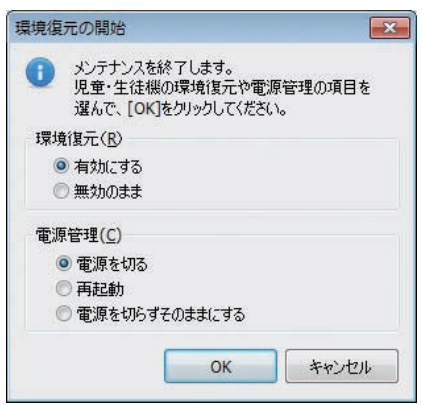 環境復元の開始
メンテナンスを終了します。
児童・生徒機の環境復元や電源管理の項目を
選んで、[OK]をクリックしてください。
環境復元(R)
有効にする
無効のまま
電源管理(C)
電源を切る
再起動
電源を切らずそのままにする
OK
キャンセル